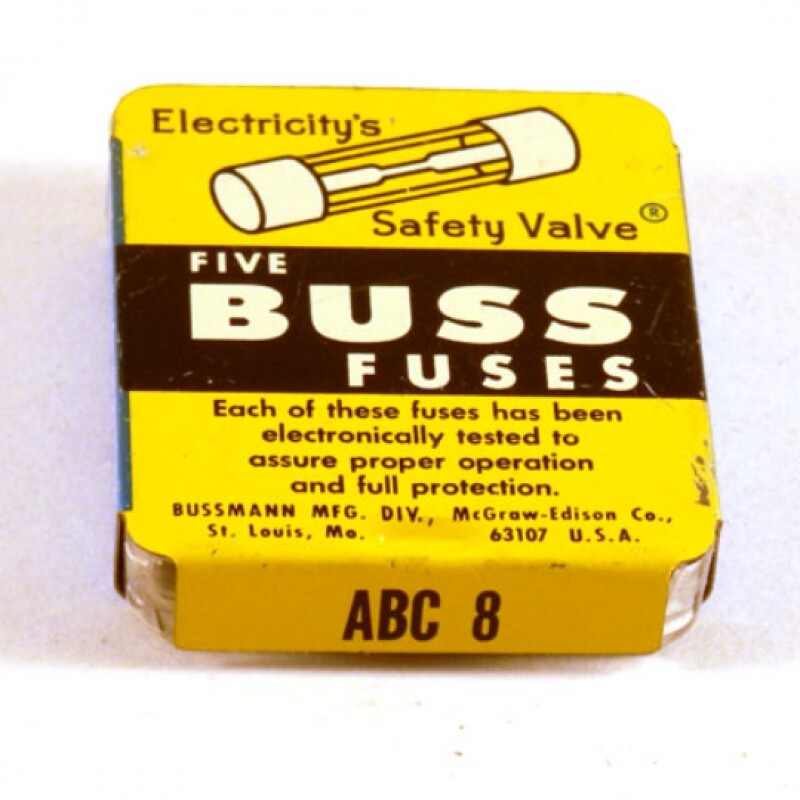 Electricity's
Safety Valve®
FIVE
BUSS
FUSES
Each of these fuses has been
electronically tested to
assure proper operation
and full protection.
BUSSMANN MFG. DIV., McGraw-Edison Co.,
St. Louis, Mo. 63107 U.S.A.
ABC 8